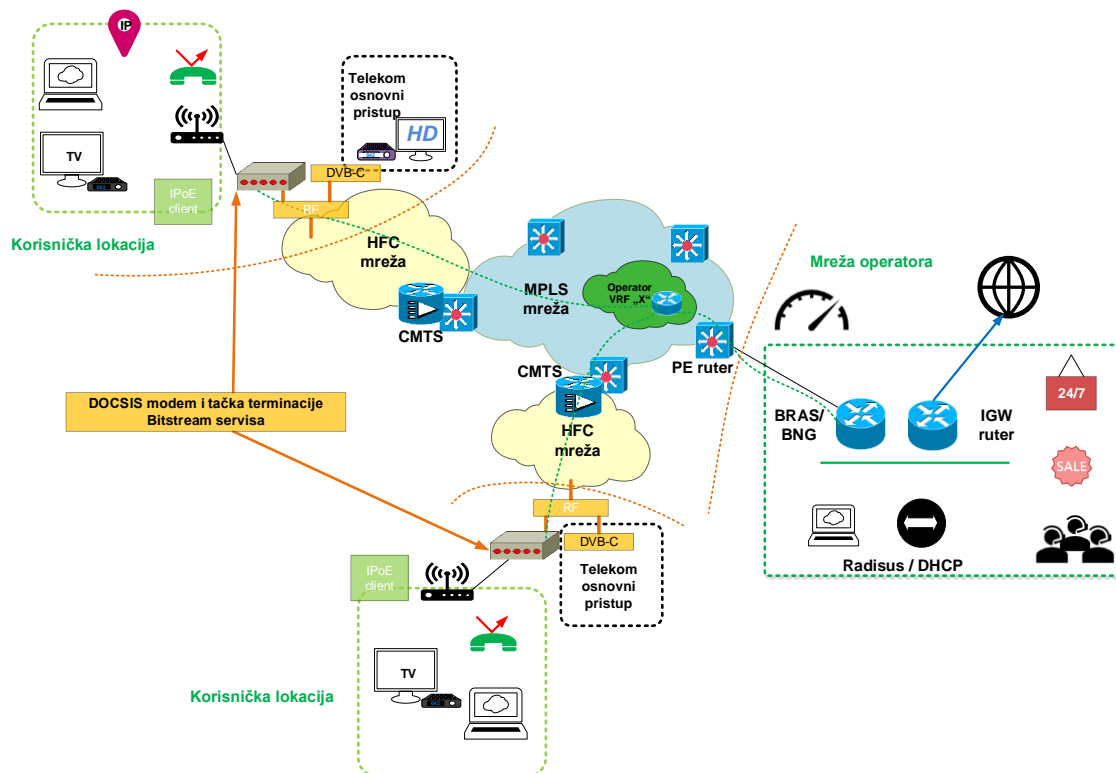 IP
TV
IPoE
client
Korisnička lokacija
Telekom
osnovni
pristup
HD
DVB-C
RF
HFC
mreža
CMTS
MPLS
mreža
Operator
VRF „X“
PE ruter
CMTS
HFC
mreža
DOCSIS modem i tačka terminacije
Bitstream servisa
RF
DVB-C
Telekom
osnovni
pristup
IPoE
client
TV
Korisnička lokacija
Mreža operatora
BRAS/
BNG
IGW
ruter
24/7
SALE
Radisus / DHCP